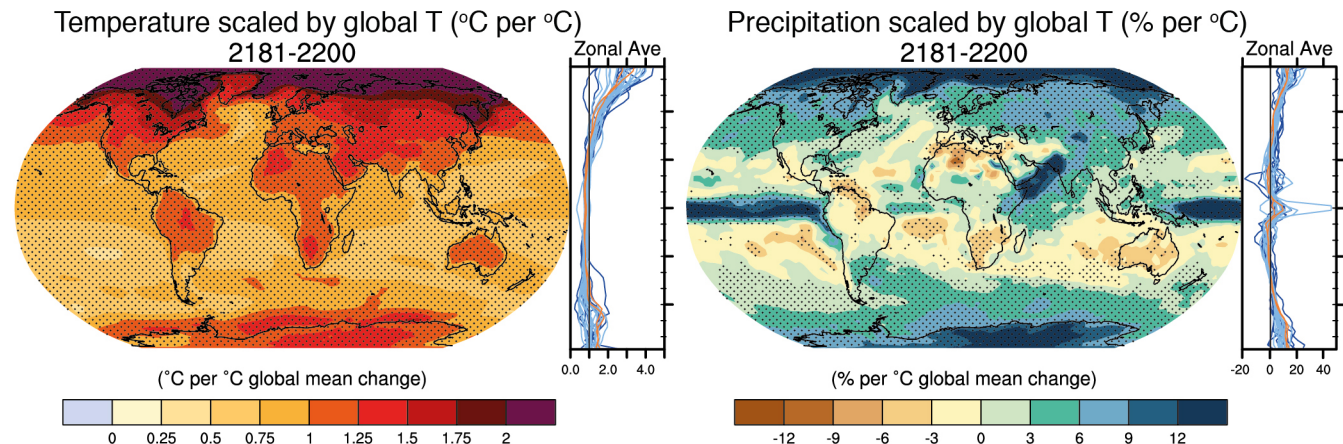 Temperature scaled by global T (°C per °C)
2181-2200
Zonal Ave
0.0 2.0 4.0
(°C per °C global mean change)
0 0.25 0.5 0.75 1 1.25 1.5 1.75 2
Precipitation scaled by global T (% per °C)
2181-2200
Zonal Ave
-20 0 20 40
(% per °C global mean change)
-12 -9 -6 -3 0 3 6 9 12